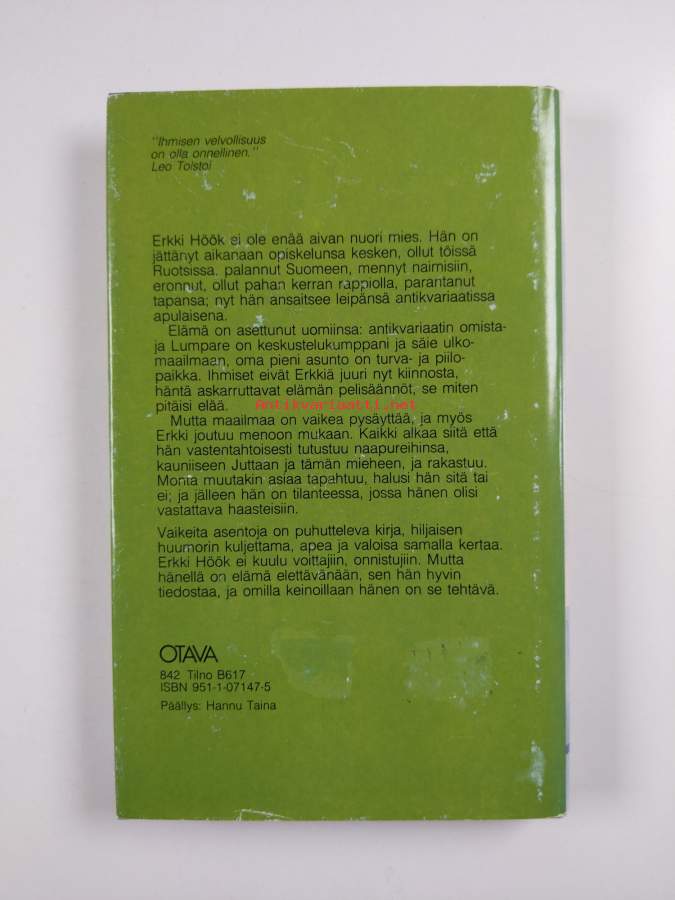 "Ihmisen velvollisuus
on olla onnellinen."
Leo Tolstoi
Erkki Höök ei ole enää aivan nuori mies. Hän on
jättänyt aikanaan opiskelunsa kesken, ollut töissä
Ruotsissa. palannut Suomeen, mennyt naimisiin,
eronnut, ollut pahan kerran rappiolla, parantanut
tapansa; nyt hän ansaitsee leipänsä antikvariaatissa
apulaisena.
Elämä on asettunut uomiinsa: antikvariaatin omista-
ja Lumpare on keskustelukumppani ja säie ulko-
maailmaan, oma pieni asunto on turva- ja piilo-
paikka. Ihmiset eivät Erkkiä juuri nyt kiinnosta,
häntä askarruttavat elämän pelisäännöt, se miten
pitäisi elää.
Antikvariaatti.net
Mutta maailmaa on vaikea pysäyttää, ja myös
Erkki joutuu menoon mukaan. Kaikki alkaa siitä että
hän vastentahtoisesti tutustuu naapureihinsa,
kauniiseen Juttaan ja tämän mieheen, ja rakastuu.
Monta muutakin asiaa tapahtuu, halusi hän sitä tai
ei; ja jälleen hän on tilanteessa, jossa hänen olisi
vastattava haasteisiin.
Vaikeita asentoja on puhutteleva kirja, hiljaisen
huumorin kuljettama, apea ja valoisa samalla kertaa.
Erkki Höök ei kuulu voittajiin, onnistujiin. Mutta
hänellä on elämä elettävänään, sen hän hyvin
tiedostaa, ja omilla keinoillaan hänen on se tehtävä.
OTAVA
842 Tilno B617
ISBN 951-1-07147-5
Päällys: Hannu Taina